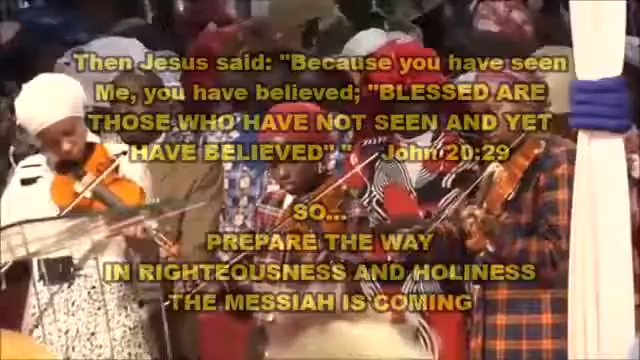 Then Jesus said: "Because you have seen
Me, you have believed; "BLESSED ARE
THOSE WHO HAVE NOT SEEN AND YET
HAVE BELIEVED" " - John 20:29
SO...
PREPARE THE WAY
IN RIGHTEOUSNESS AND HOLINESS
THE MESSIAH IS COMING